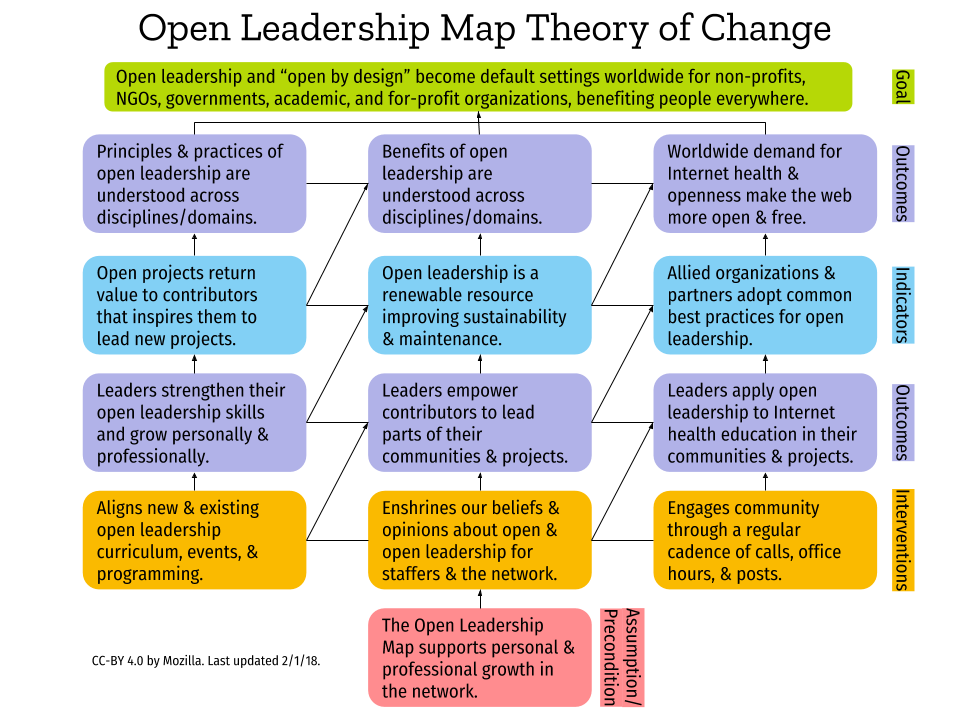 Open Leadership Map Theory of Change
Open leadership and “open by design” become default settings worldwide for non-profits,
NGOs, governments, academic, and for-profit organizations, benefiting people everywhere.
Goal
Principles & practices of
open leadership are
understood across
disciplines/domains.
Benefits of open
leadership are
understood across
disciplines/domains.
Worldwide demand for
Internet health &
openness make the web
more open & free.
Outcomes
Open projects return
value to contributors
that inspires them to
lead new projects.
Open leadership is a
renewable resource
improving sustainability
& maintenance.
Allied organizations &
partners adopt common
best practices for open
leadership.
Indicators
Leaders strengthen their
open leadership skills
and grow personally &
professionally.
Leaders empower
contributors to lead
parts of their
communities & projects.
Leaders apply open
leadership to Internet
health education in their
communities & projects.
Outcomes
Aligns new & existing
open leadership
curriculum, events, &
programming.
Enshrines our beliefs &
opinions about open &
open leadership for
staffers & the network.
Engages community
through a regular
cadence of calls, office
hours, & posts.
Interventions
The Open Leadership
Map supports personal &
professional growth in
the network.
Assumption/
Precondition
CC-BY 4.0 by Mozilla. Last updated 2/1/18.